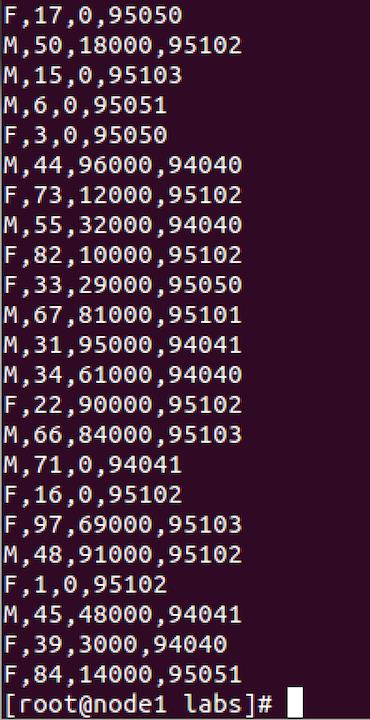 F,17,0,95050
M,50,18000,95102
M,15,0,95103
M,6,0,95051
F,3,0,95050
M,44,96000,94040
F,73,12000,95102
M,55,32000,94040
F,82,10000,95102
F,33,29000,95050
M,67,81000,95101
M,31,95000,94041
M,34,61000,94040
F,22,90000,95102
M,66,84000,95103
M,71,0,94041
F,16,0,95102
F,97,69000,95103
M,48,91000,95102
F,1,0,95102
M,45,48000,94041
F,39,3000,94040
F,84,14000,95051
[root@node1 labs]#